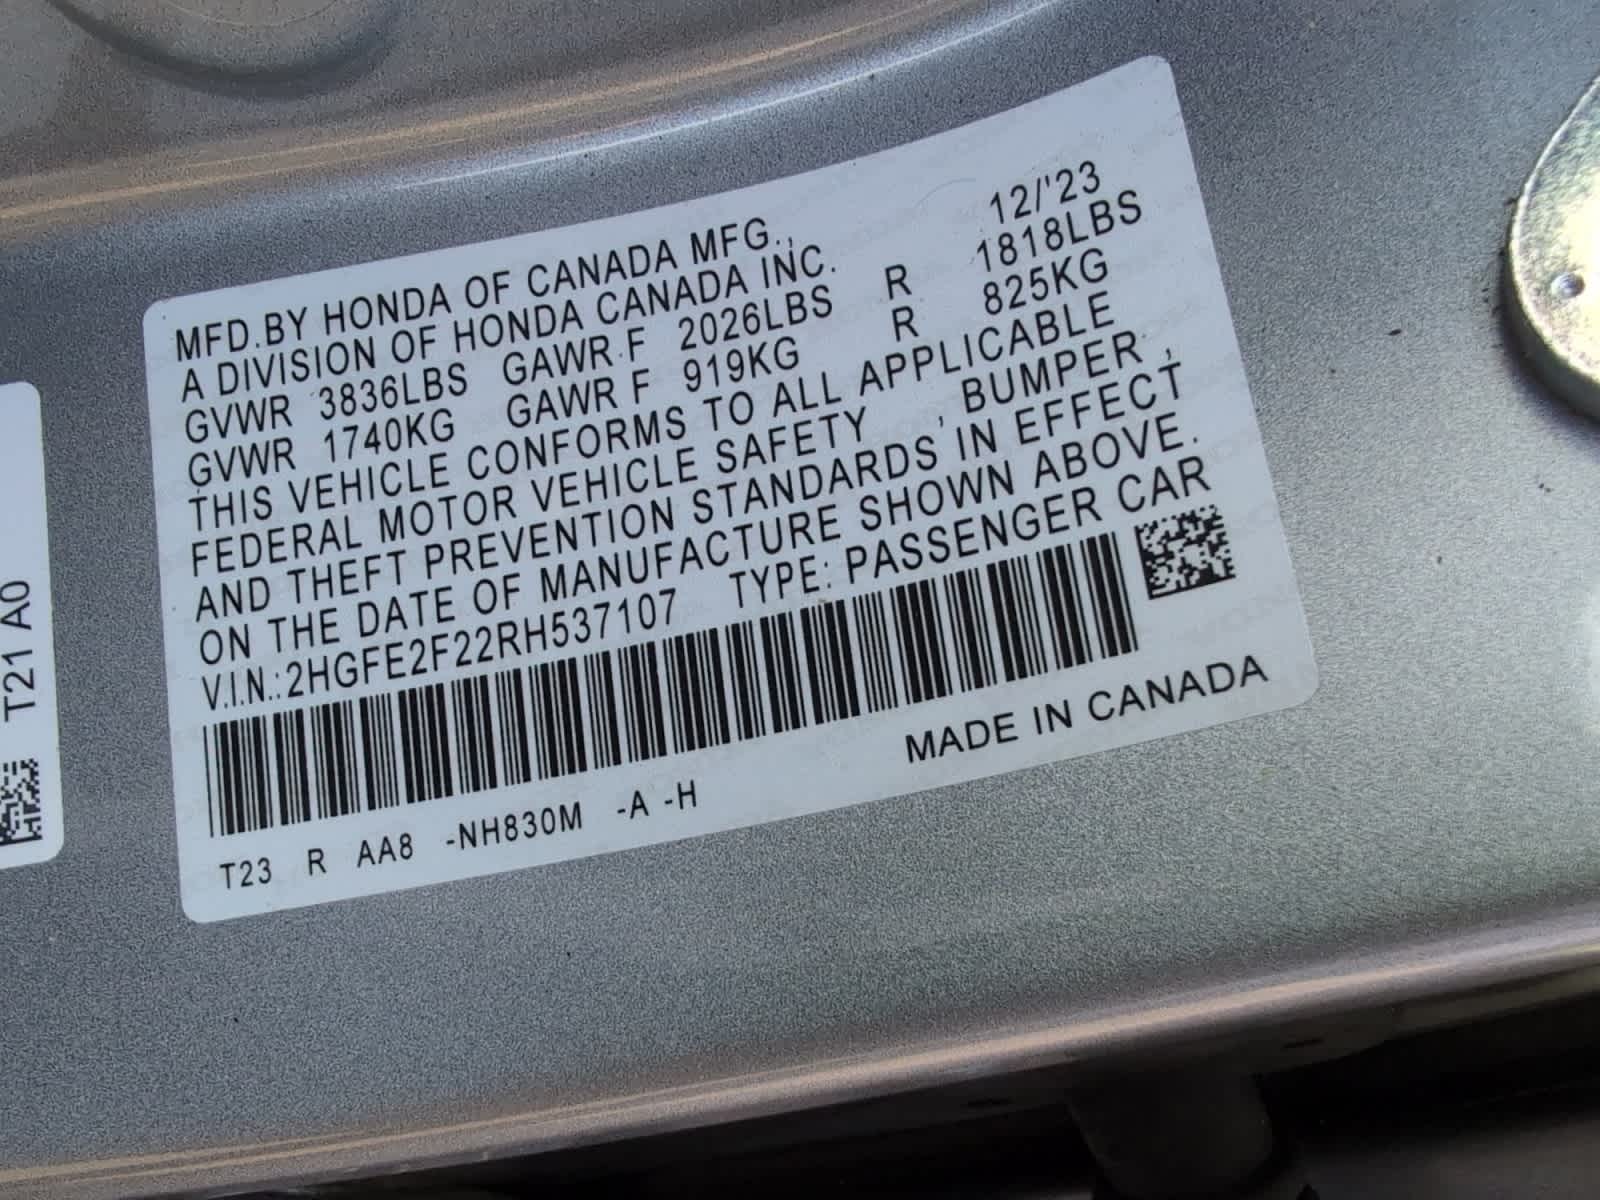 MFD.BY HONDA OF CANADA MFG., 12/'23
A DIVISION OF HONDA CANADA INC.
GVWR 3836LBS GAWR F 2026LBS R 1818LBS
GVWR 1740KG GAWR F 919KG R 825KG
THIS VEHICLE CONFORMS TO ALL APPLICABLE
FEDERAL MOTOR VEHICLE SAFETY , BUMPER ,
AND THEFT PREVENTION STANDARDS IN EFFECT
ON THE DATE OF MANUFACTURE SHOWN ABOVE.
V.I.N.:2HGFE2F22RH537107 TYPE: PASSENGER CAR
MADE IN CANADA
T23 R AA8 -NH830M -A -H
T21 A0